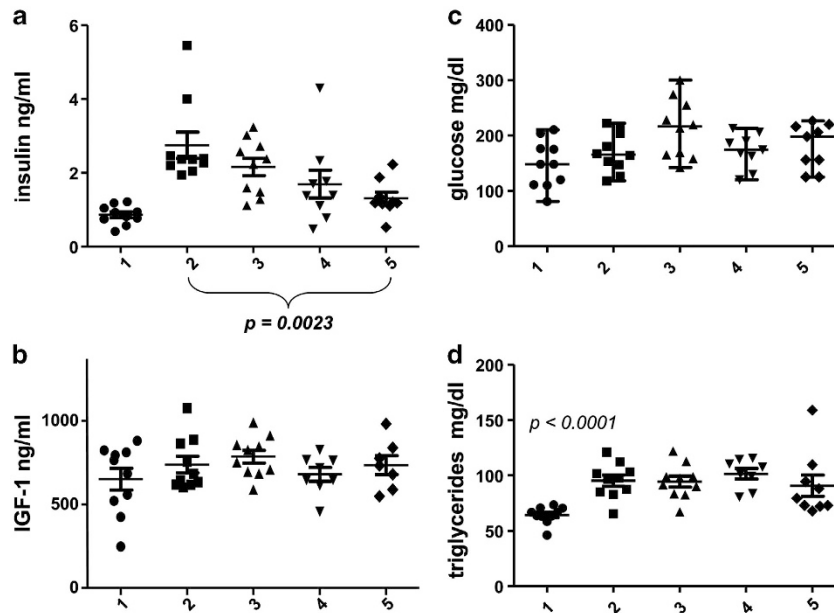 a
insulin ng/ml
6
4
2
0
1 2 3 4 5
p = 0.0023
c
glucose mg/dl
400
300
200
100
0
1 2 3 4 5
b
IGF-1 ng/ml
1000
500
0
1 2 3 4 5
d
triglycerides mg/dl
200
150
100
50
0
p < 0.0001
1 2 3 4 5